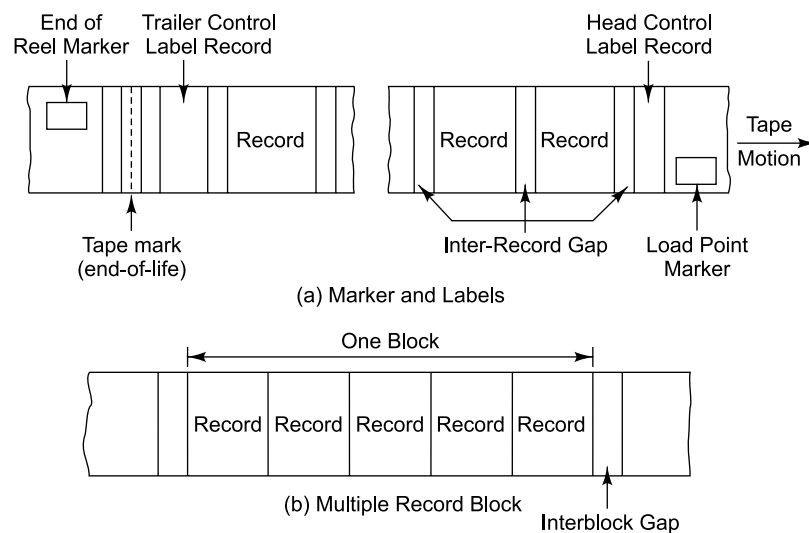 End of
Reel Marker
Trailer Control
Label Record
Head Control
Label Record
Record
Record
Record
Tape
Motion
Tape mark
(end-of-life)
Inter-Record Gap
Load Point
Marker
(a) Marker and Labels
One Block
Record
Record
Record
Record
Record
(b) Multiple Record Block
Interblock Gap